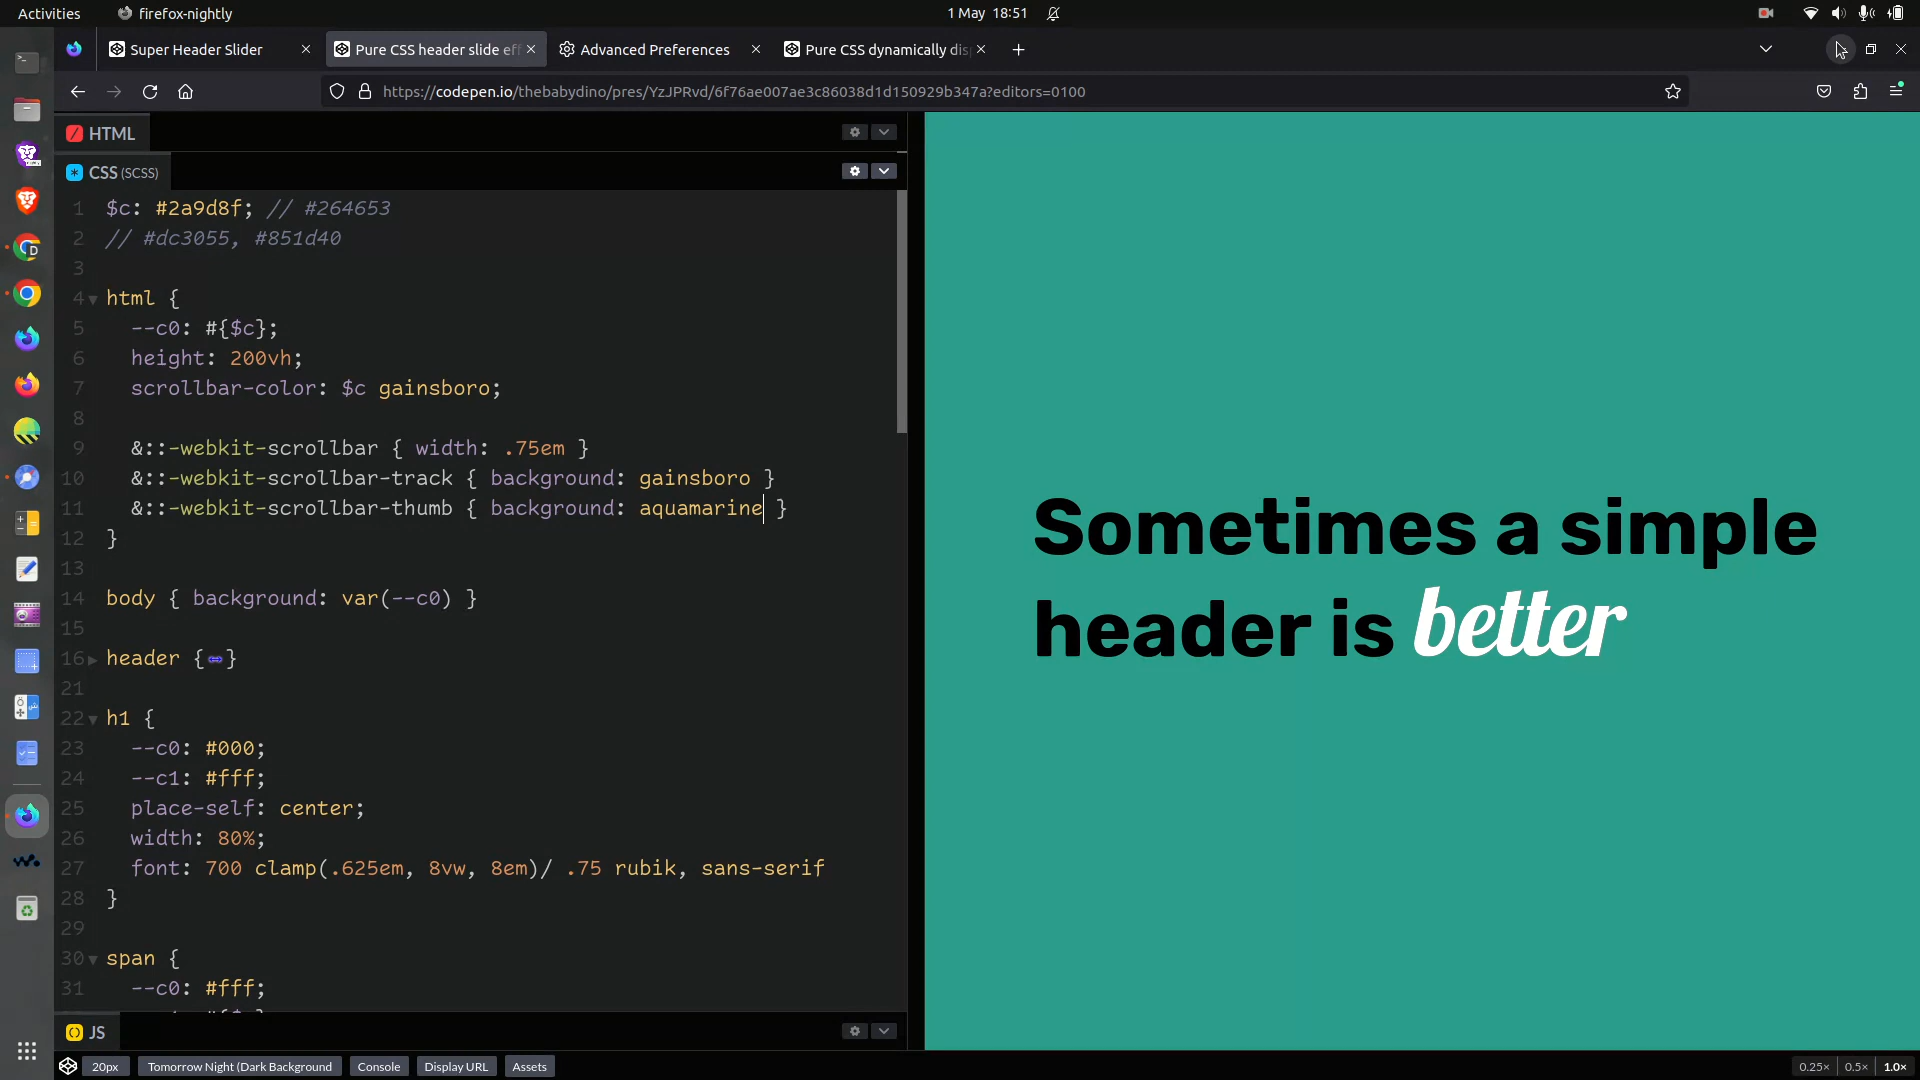 Activities
firefox-nightly
1 May 18:51
Super Header Slider
Pure CSS header slide eff
Advanced Preferences
Pure CSS dynamically dis
https://codepen.io/thebabydino/pres/YzJPRvd/6f76ae007ae3c86038d1d150929b347a?editors=0100
HTML
CSS (SCSS)
1 $c: #2a9d8f; // #264653
2 // #dc3055, #851d40
3
4 html {
5 --c0: #{$c};
6 height: 200vh;
7 scrollbar-color: $c gainsboro;
8
9 &::-webkit-scrollbar { width: .75em }
10 &::-webkit-scrollbar-track { background: gainsboro }
11 &::-webkit-scrollbar-thumb { background: aquamarine }
12 }
13
14 body { background: var(--c0) }
15
16 header {↔}
21
22 h1 {
23 --c0: #000;
24 --c1: #fff;
25 place-self: center;
26 width: 80%;
27 font: 700 clamp(.625em, 8vw, 8em)/ .75 rubik, sans-serif
28 }
29
30 span {
31 --c0: #fff;
JS
20px
Tomorrow Night (Dark Background
Console
Display URL
Assets
Sometimes a simple
header is better
0.25×
0.5×
1.0×